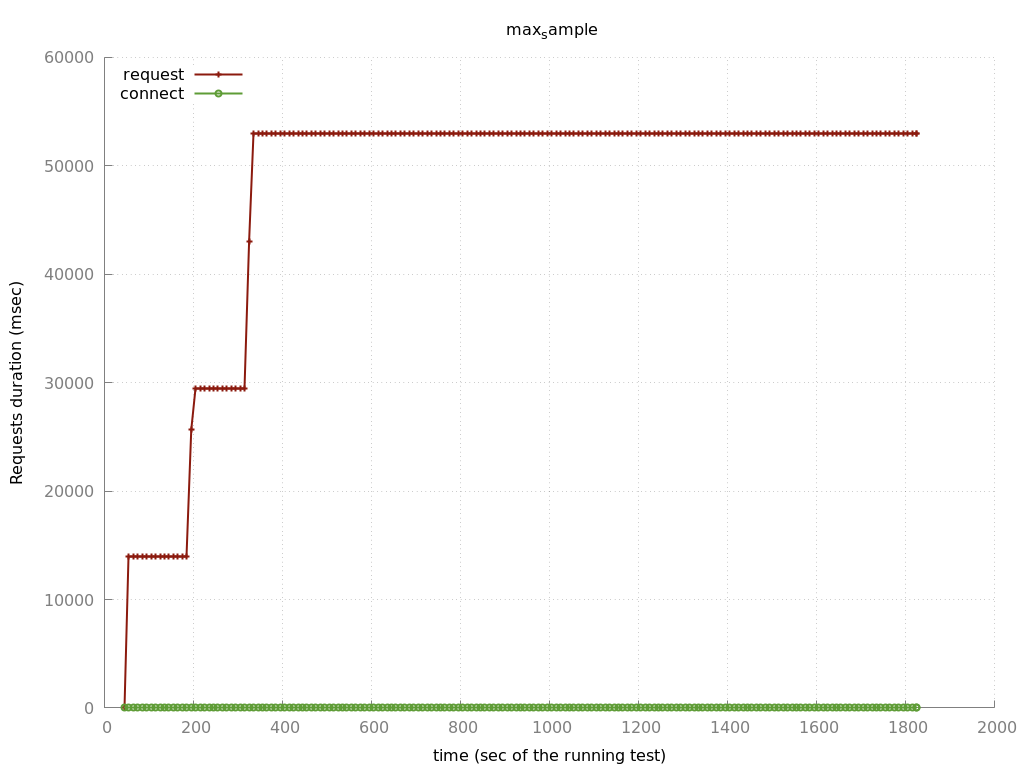 max_sample
request
connect
60000
50000
40000
30000
20000
10000
0
0 200 400 600 800 1000 1200 1400 1600 1800 2000
Requests duration (msec)
time (sec of the running test)